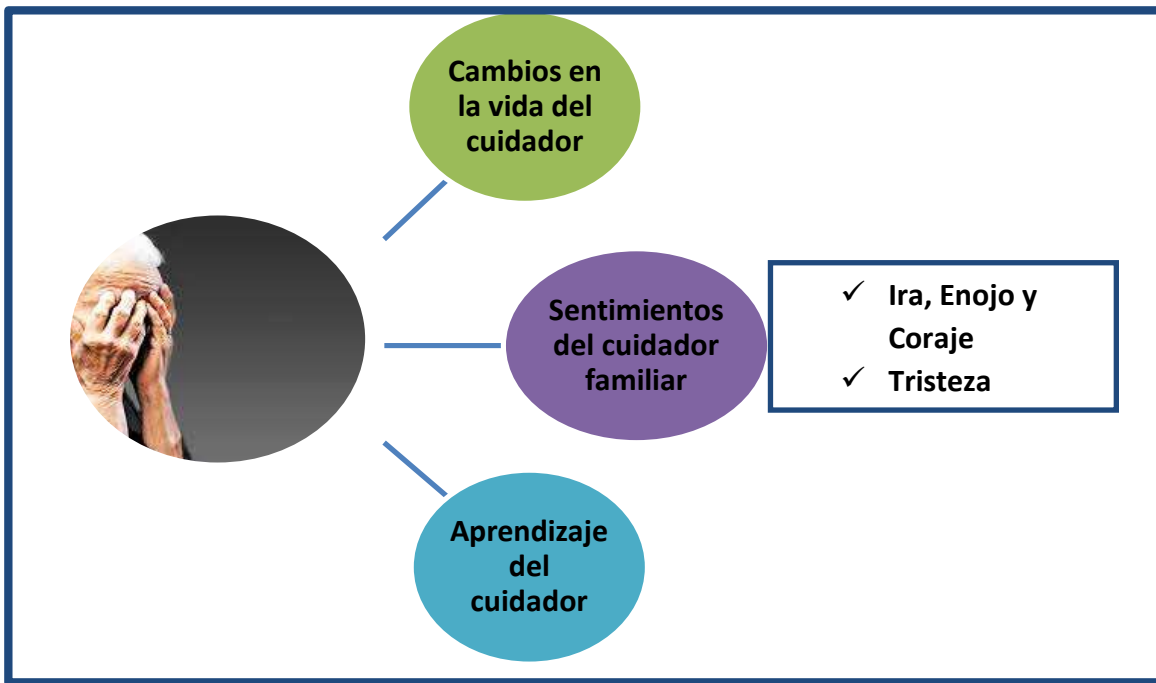 Cambios en
la vida del
cuidador
Sentimientos
del cuidador
familiar
✓ Ira, Enojo y
Coraje
✓ Tristeza
Aprendizaje
del
cuidador